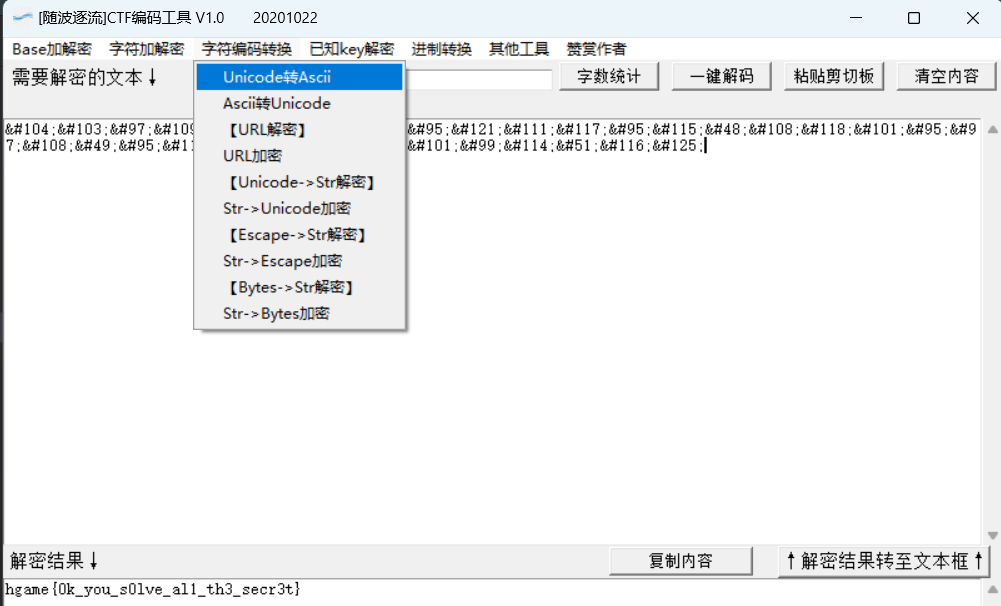 [随波逐流]CTF编码工具 V1.0 20201022
Base加解密 字符加解密 字符编码转换 已知key解密 进制转换 其他工具 赞赏作者
需要解密的文本↓ 字数统计 一键解码 粘贴剪切板 清空内容
Unicode转Ascii
Ascii转Unicode
【URL解密】
URL加密
【Unicode->Str解密】
Str->Unicode加密
【Escape->Str解密】
Str->Escape加密
【Bytes->Str解密】
Str->Bytes加密
&#104;&#103;&#97;&#109 &#95;&#121;&#111;&#117;&#95;&#115;&#48;&#108;&#118;&#101;&#95;&#9
7;&#108;&#49;&#95;&#11 &#101;&#99;&#114;&#51;&#116;&#125;
解密结果↓ 复制内容 ↑解密结果转至文本框↑
hgame{0k_you_s0lve_al1_th3_secr3t}